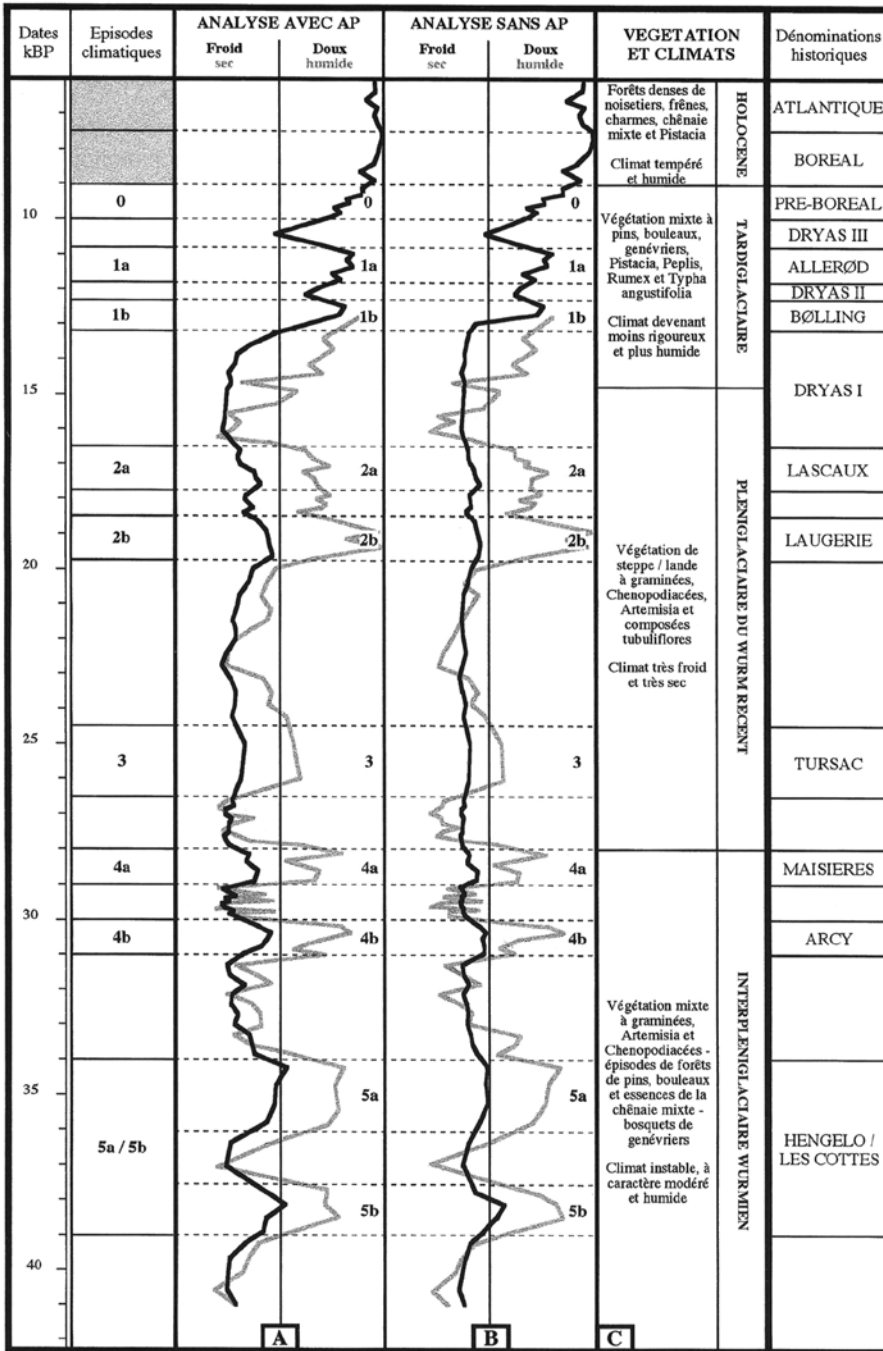 Dates
kBP
Episodes
climatiques
ANALYSE AVEC AP
Froid
sec
Doux
humide
ANALYSE SANS AP
Froid
sec
Doux
humide
VEGETATION
ET CLIMATS
Dénominations
historiques
10
15
20
25
30
35
40
0
1a
1b
2a
2b
3
4a
4b
5a / 5b
0
1a
1b
2a
2b
3
4a
4b
5a
5b
A
0
1a
1b
2a
2b
3
4a
4b
5a
5b
B
Forêts denses de
noisetiers, frênes,
charmes, chênaie
mixte et Pistacia
Climat tempéré
et humide
Végétation mixte à
pins, bouleaux,
genévriers,
Pistacia, Peplis,
Rumex et Typha
angustifolia
Climat devenant
moins rigoureux
et plus humide
Végétation de
steppe / lande
à graminées,
Chenopodiacées,
Artemisia et
composées
tubuliflores
Climat très froid
et très sec
Végétation mixte
à graminées,
Artemisia et
Chenopodiacées -
épisodes de forêts
de pins, bouleaux
et essences de la
chênaie mixte -
bosquets de
genévriers
Climat instable, à
caractère modéré
et humide
C
HOLOCENE
TARDIGLACIAIRE
PLENIGLACIAIRE DU WURM RECENT
INTERPLENIGLACIAIRE WURMIEN
ATLANTIQUE
BOREAL
PRE-BOREAL
DRYAS III
ALLERØD
DRYAS II
BØLLING
DRYAS I
LASCAUX
LAUGERIE
TURSAC
MAISIERES
ARCY
HENGELO /
LES COTTES